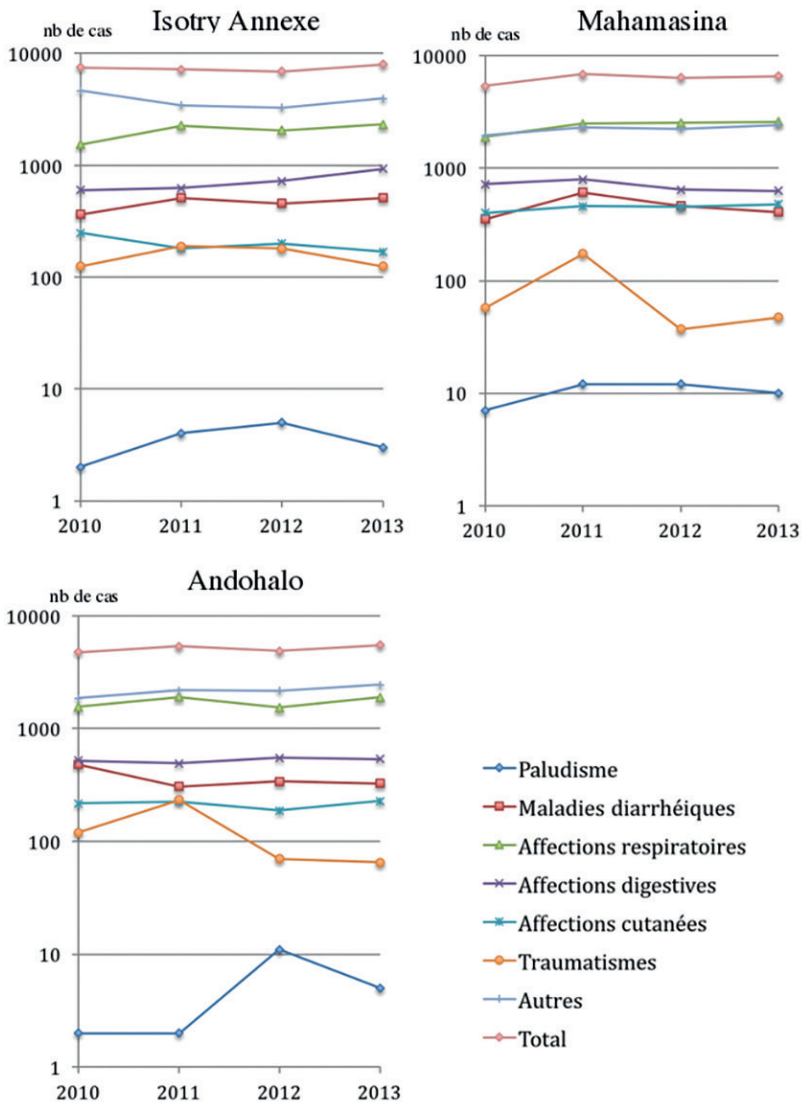 Isotry Annexe
nb de cas
10000
1000
100
10
1
2010 2011 2012 2013
Mahamasina
nb de cas
10000
1000
100
10
1
2010 2011 2012 2013
Andohalo
nb de cas
10000
1000
100
10
1
2010 2011 2012 2013
Paludisme
Maladies diarrhéiques
Affections respiratoires
Affections digestives
Affections cutanées
Traumatismes
Autres
Total